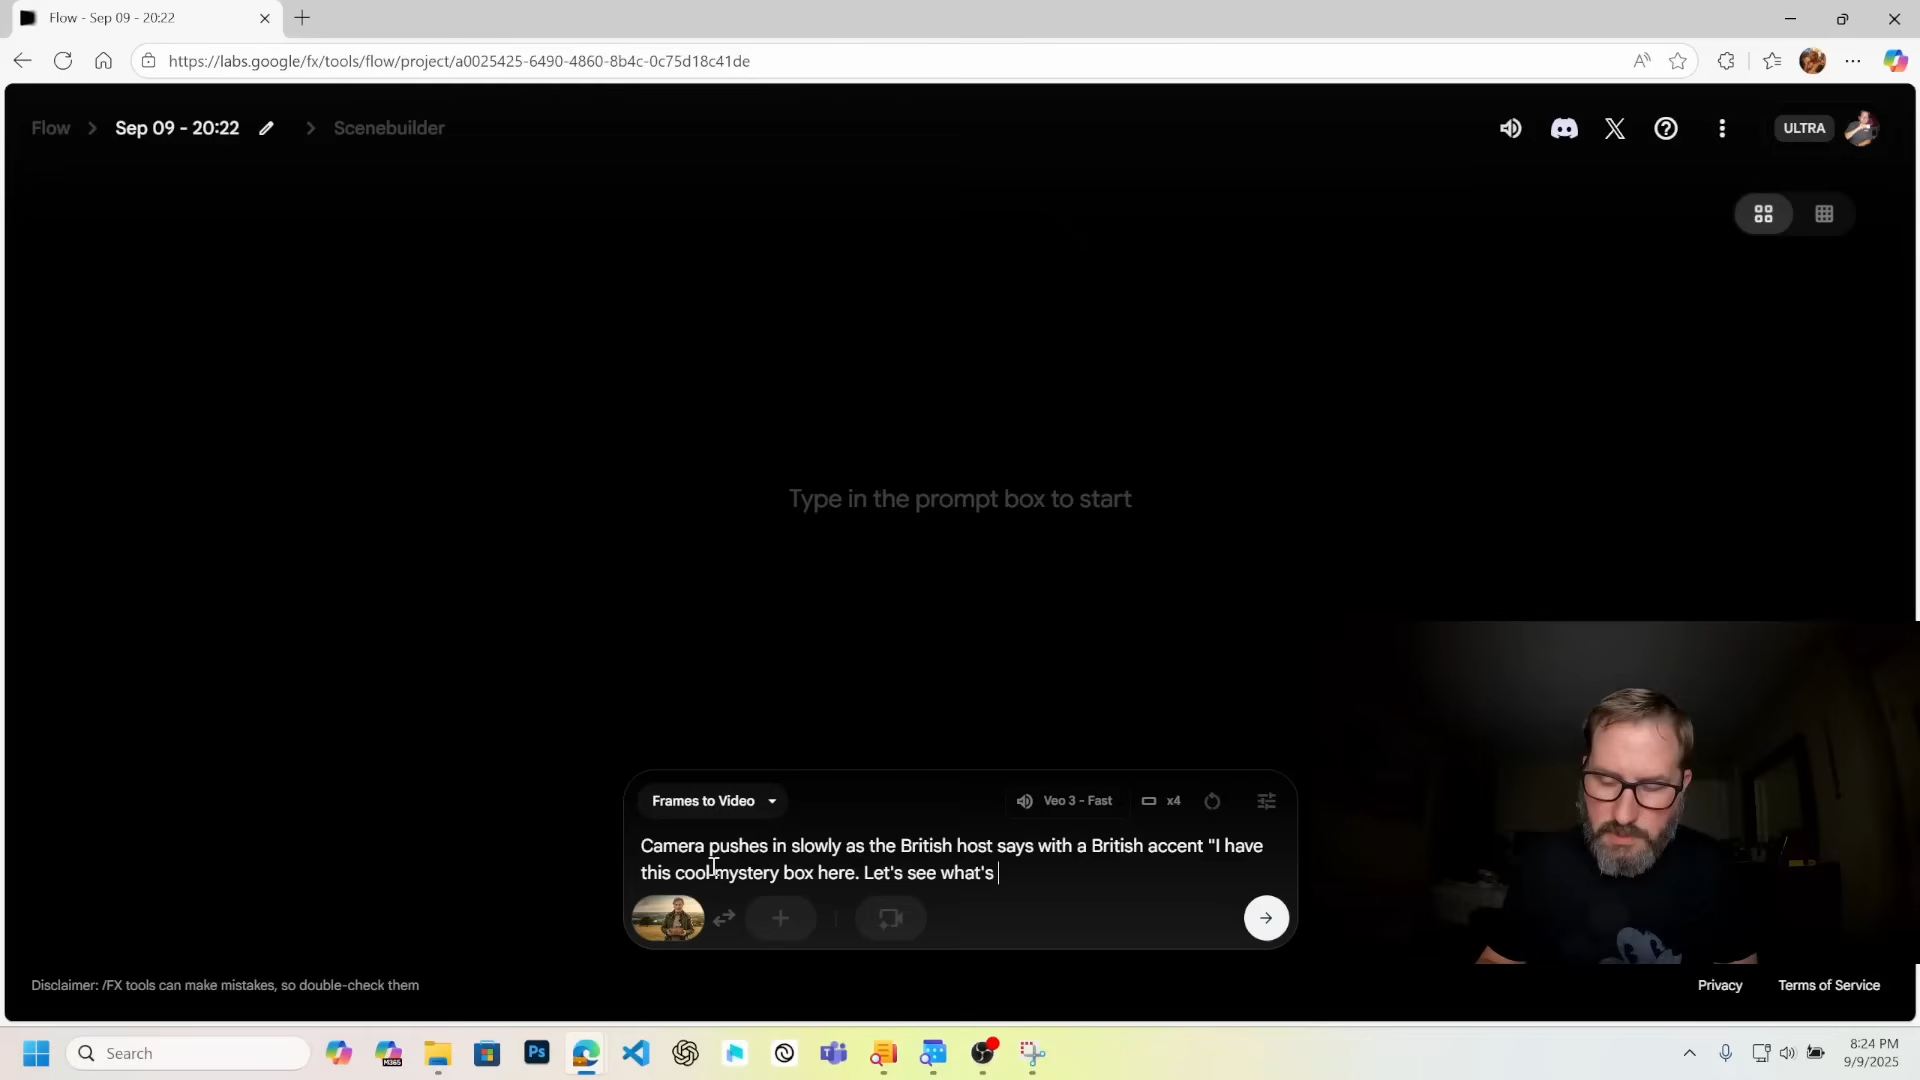 Flow - Sep 09 - 20:22
https://labs.google/fx/tools/flow/project/a0025425-6490-4860-8b4c-0c75d18c41de
Flow
Sep 09 - 20:22
Scenebuilder
ULTRA
Type in the prompt box to start
Frames to Video
Veo 3 - Fast
x4
Camera pushes in slowly as the British host says with a British accent "I have
this cool mystery box here. Let's see what's
Disclaimer: /FX tools can make mistakes, so double-check them
Privacy
Terms of Service
Search
M365
Ps
8:24 PM
9/9/2025